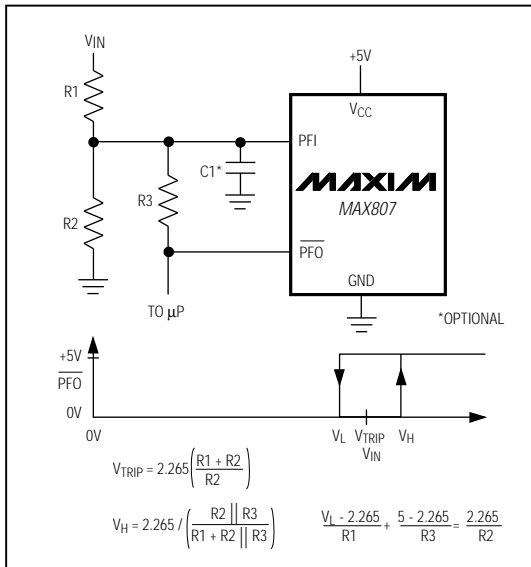 VIN
+5V
R1
VCC
PFI
C1*
R3
MAXIM
MAX807
R2
PFO
GND
TO µP
*OPTIONAL
+5V
PFO
0V
0V
VL
VTRIP
VH
VIN
VTRIP = 2.265 (R1 + R2 / R2)
VH = 2.265 / (R2 || R3 / R1 + R2 || R3)
VL - 2.265 / R1 + 5 - 2.265 / R3 = 2.265 / R2